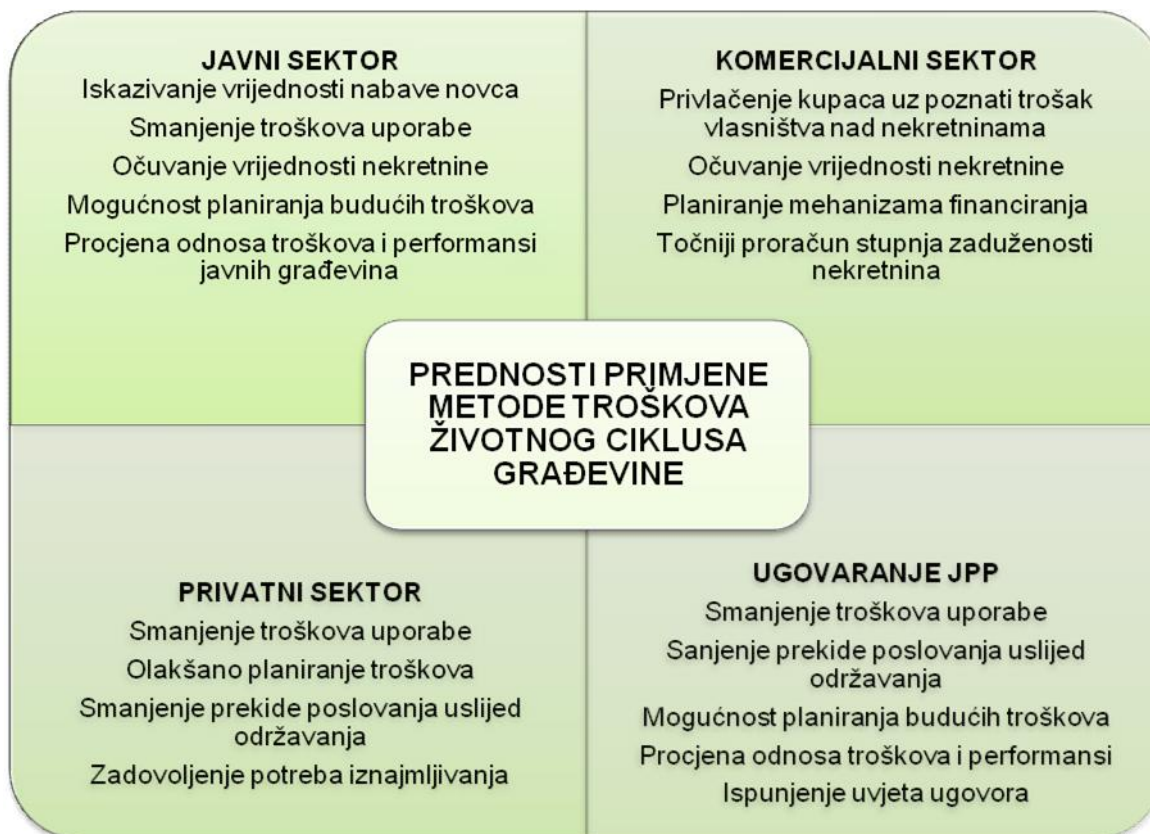 JAVNI SEKTOR
Iskazivanje vrijednosti nabave novca
Smanjenje troškova uporabe
Očuvanje vrijednosti nekretnine
Mogućnost planiranja budućih troškova
Procjena odnosa troškova i performansi
javnih građevina
KOMERCIJALNI SEKTOR
Privlačenje kupaca uz poznati trošak
vlasništva nad nekretninama
Očuvanje vrijednosti nekretnine
Planiranje mehanizama financiranja
Točniji proračun stupnja zaduženosti
nekretnina
PREDNOSTI PRIMJENE
METODE TROŠKOVA
ŽIVOTNOG CIKLUSA
GRAĐEVINE
PRIVATNI SEKTOR
Smanjenje troškova uporabe
Olakšano planiranje troškova
Smanjenje prekide poslovanja uslijed
održavanja
Zadovoljenje potreba iznajmljivanja
UGOVARANJE JPP
Smanjenje troškova uporabe
Sanjenje prekide poslovanja uslijed
održavanja
Mogućnost planiranja budućih troškova
Procjena odnosa troškova i performansi
Ispunjenje uvjeta ugovora